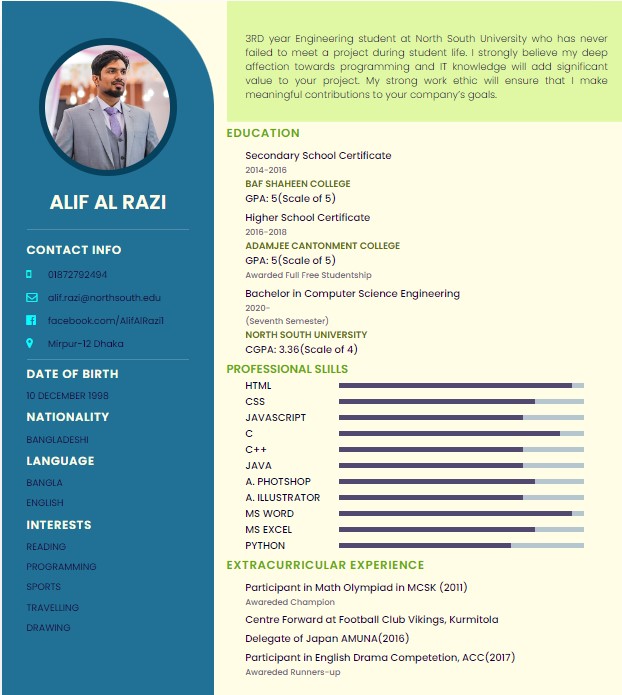 ALIF AL RAZI
CONTACT INFO
01872792494
alif.razi@northsouth.edu
facebook.com/AlifAlRazi1
Mirpur-12 Dhaka
DATE OF BIRTH
10 DECEMBER 1998
NATIONALITY
BANGLADESHI
LANGUAGE
BANGLA
ENGLISH
INTERESTS
READING
PROGRAMMING
SPORTS
TRAVELLING
DRAWING
3RD year Engineering student at North South University who has never
failed to meet a project during student life. I strongly believe my deep
affection towards programming and IT knowledge will add significant
value to your project. My strong work ethic will ensure that I make
meaningful contributions to your company's goals.
EDUCATION
Secondary School Certificate
2014-2016
BAF SHAHEEN COLLEGE
GPA: 5(Scale of 5)
Higher School Certificate
2016-2018
ADAMJEE CANTONMENT COLLEGE
GPA: 5(Scale of 5)
Awarded Full Free Studentship
Bachelor in Computer Science Engineering
2020-
(Seventh Semester)
NORTH SOUTH UNIVERSITY
CGPA: 3.36(Scale of 4)
PROFESSIONAL SLILLS
HTML
CSS
JAVASCRIPT
C
C++
JAVA
A. PHOTSHOP
A. ILLUSTRATOR
MS WORD
MS EXCEL
PYTHON
EXTRACURRICULAR EXPERIENCE
Participant in Math Olympiad in MCSK (2011)
Awareded Champion
Centre Forward at Football Club Vikings, Kurmitola
Delegate of Japan AMUNA(2016)
Participant in English Drama Competetion, ACC(2017)
Awareded Runners-up